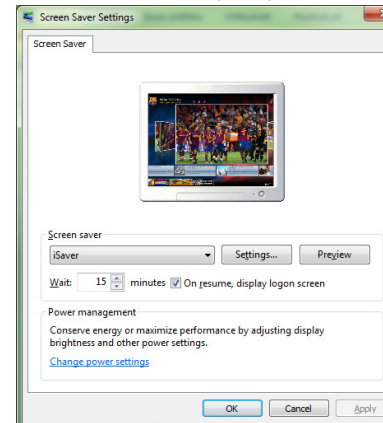 Screen Saver Settings
Screen Saver
Screen saver
iSaver Settings... Preview
Wait: 15 minutes On resume, display logon screen
Power management
Conserve energy or maximize performance by adjusting display
brightness and other power settings.
Change power settings
OK Cancel Apply